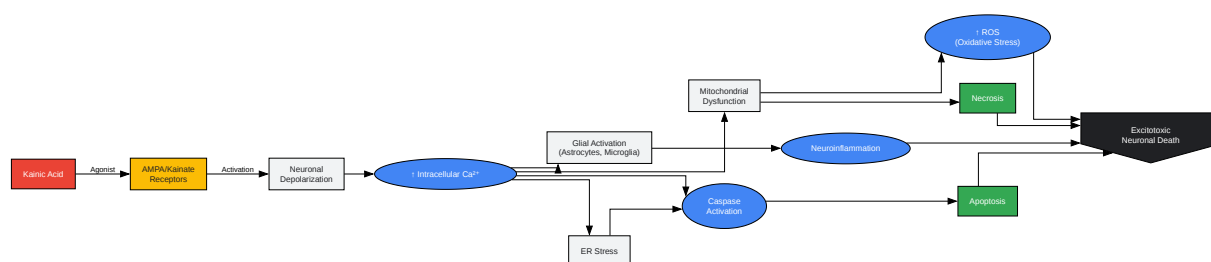 Kainic Acid
Agonist
AMPA/Kainate
Receptors
Activation
Neuronal
Depolarization
↑ Intracellular Ca²⁺
Glial Activation
(Astrocytes, Microglia)
ER Stress
Mitochondrial
Dysfunction
Caspase
Activation
Neuroinflammation
↑ ROS
(Oxidative Stress)
Necrosis
Apoptosis
Excitotoxic
Neuronal Death